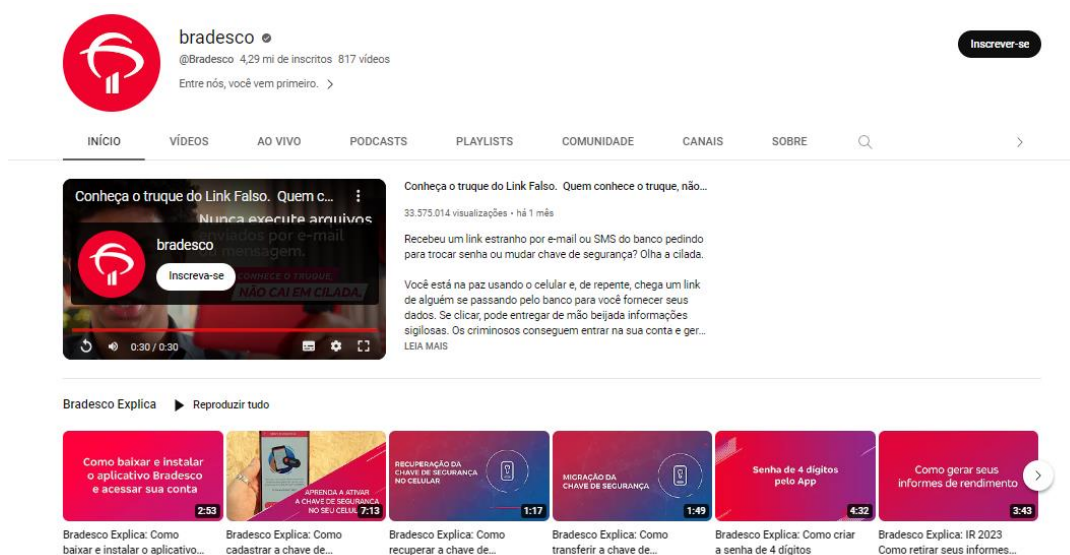 bradesco
@Bradesco 4,29 mi de inscritos 817 vídeos
Entre nós, você vem primeiro.
Inscrever-se
INÍCIO VÍDEOS AO VIVO PODCASTS PLAYLISTS COMUNIDADE CANAIS SOBRE
Conheça o truque do Link Falso. Quem c...
Nunca execute arquivos
enviados por e-mail
ou mensagem.
bradesco
Inscreva-se
CONHECE O TRUQUE,
NÃO CAI EM CILADA.
0:30 / 0:30
Conheça o truque do Link Falso. Quem conhece o truque, não...
33.575.014 visualizações • há 1 mês
Recebeu um link estranho por e-mail ou SMS do banco pedindo
para trocar senha ou mudar chave de segurança? Olha a cilada.
Você está na paz usando o celular e, de repente, chega um link
de alguém se passando pelo banco para você fornecer seus
dados. Se clicar, pode entregar de mão beijada informações
sigilosas. Os criminosos conseguem entrar na sua conta e ger...
LEIA MAIS
Bradesco Explica Reproduzir tudo
Como baixar e instalar
o aplicativo Bradesco
e acessar sua conta
2:53
Bradesco Explica: Como
baixar e instalar o aplicativo...
APRENDA A ATIVAR
A CHAVE DE SEGURANÇA
NO SEU CELUL
7:13
Bradesco Explica: Como
cadastrar a chave de...
RECUPERAÇÃO DA
CHAVE DE SEGURANÇA
NO CELULAR
1:17
Bradesco Explica: Como
recuperar a chave de...
MIGRAÇÃO DA
CHAVE DE SEGURANÇA
1:49
Bradesco Explica: Como
transferir a chave de...
Senha de 4 dígitos
pelo App
4:32
Bradesco Explica: Como criar
a senha de 4 dígitos
Como gerar seus
informes de rendimento
3:43
Bradesco Explica: IR 2023
Como retirar seus informes...